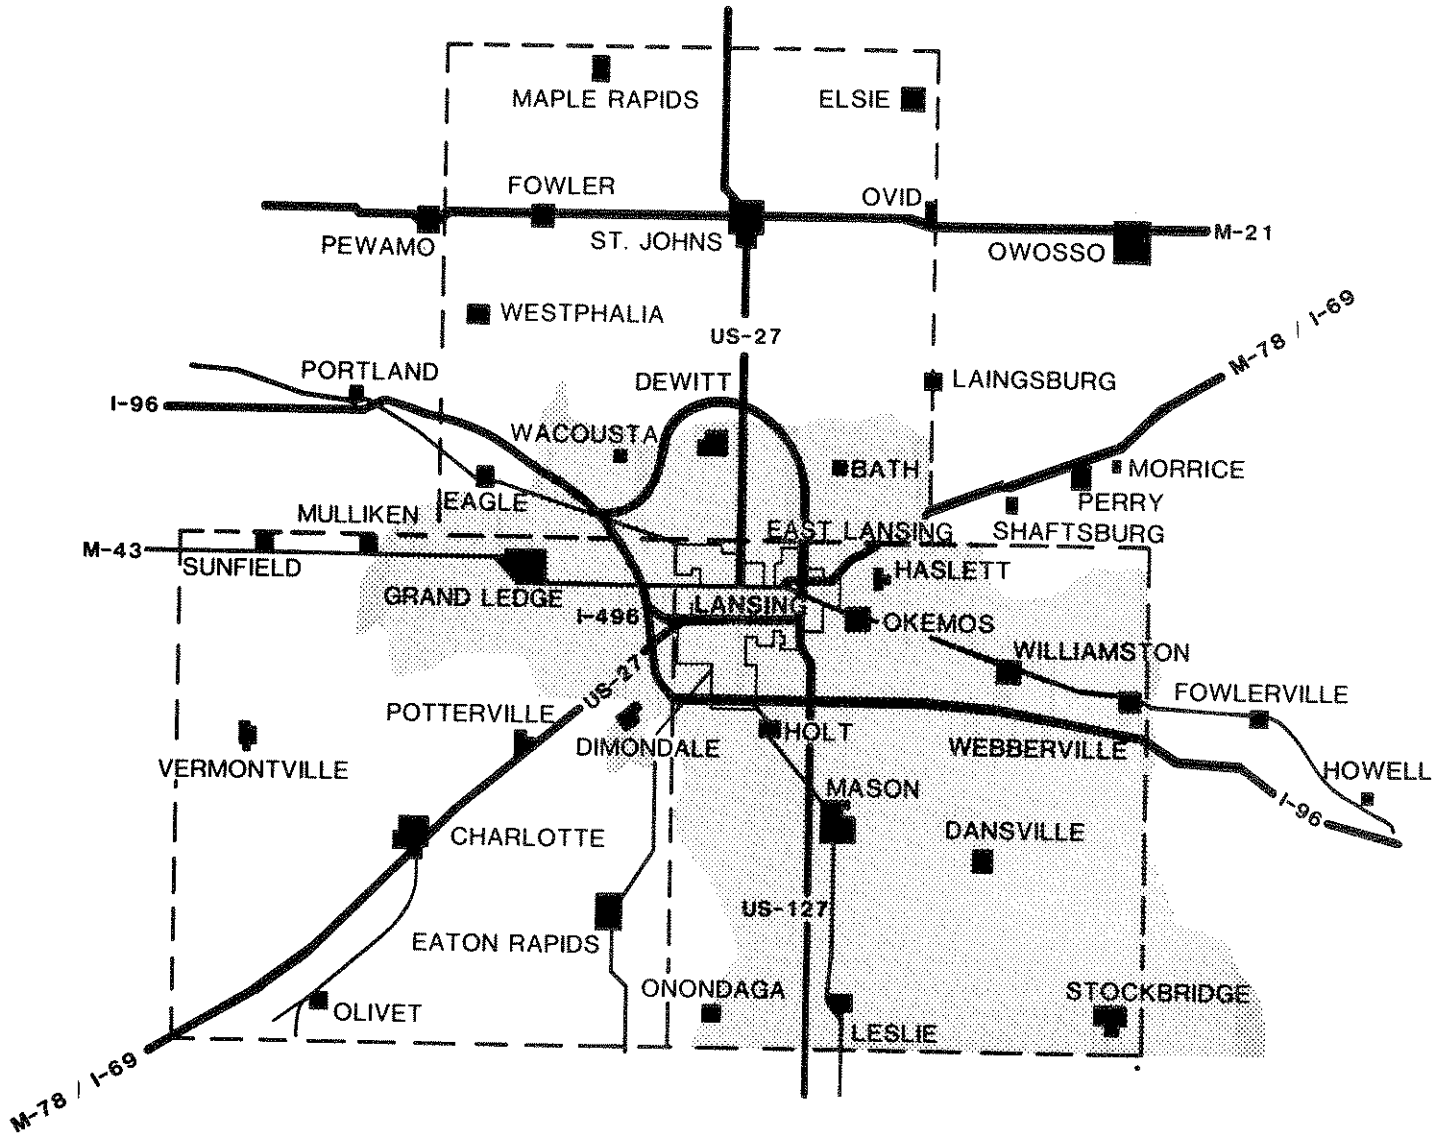 MAPLE RAPIDS
ELSIE
FOWLER
OVID
PEWAMO
ST. JOHNS
M-21
OWOSSO
WESTPHALIA
US-27
M-78 / I-69
PORTLAND
DEWITT
LAINGSBURG
I-96
WACOUSTA
BATH
MORRICE
EAGLE
PERRY
MULLIKEN
EAST LANSING
SHAFTSBURG
M-43
SUNFIELD
HASLETT
GRAND LEDGE
LANSING
I-496
OKEMOS
WILLIAMSTON
US-27
FOWLERVILLE
POTTERVILLE
DIMONDALE
HOLT
WEBBERVILLE
VERMONTVILLE
HOWELL
MASON
I-96
CHARLOTTE
DANSVILLE
US-127
EATON RAPIDS
ONONDAGA
STOCKBRIDGE
OLIVET
LESLIE
M-78 / I-69